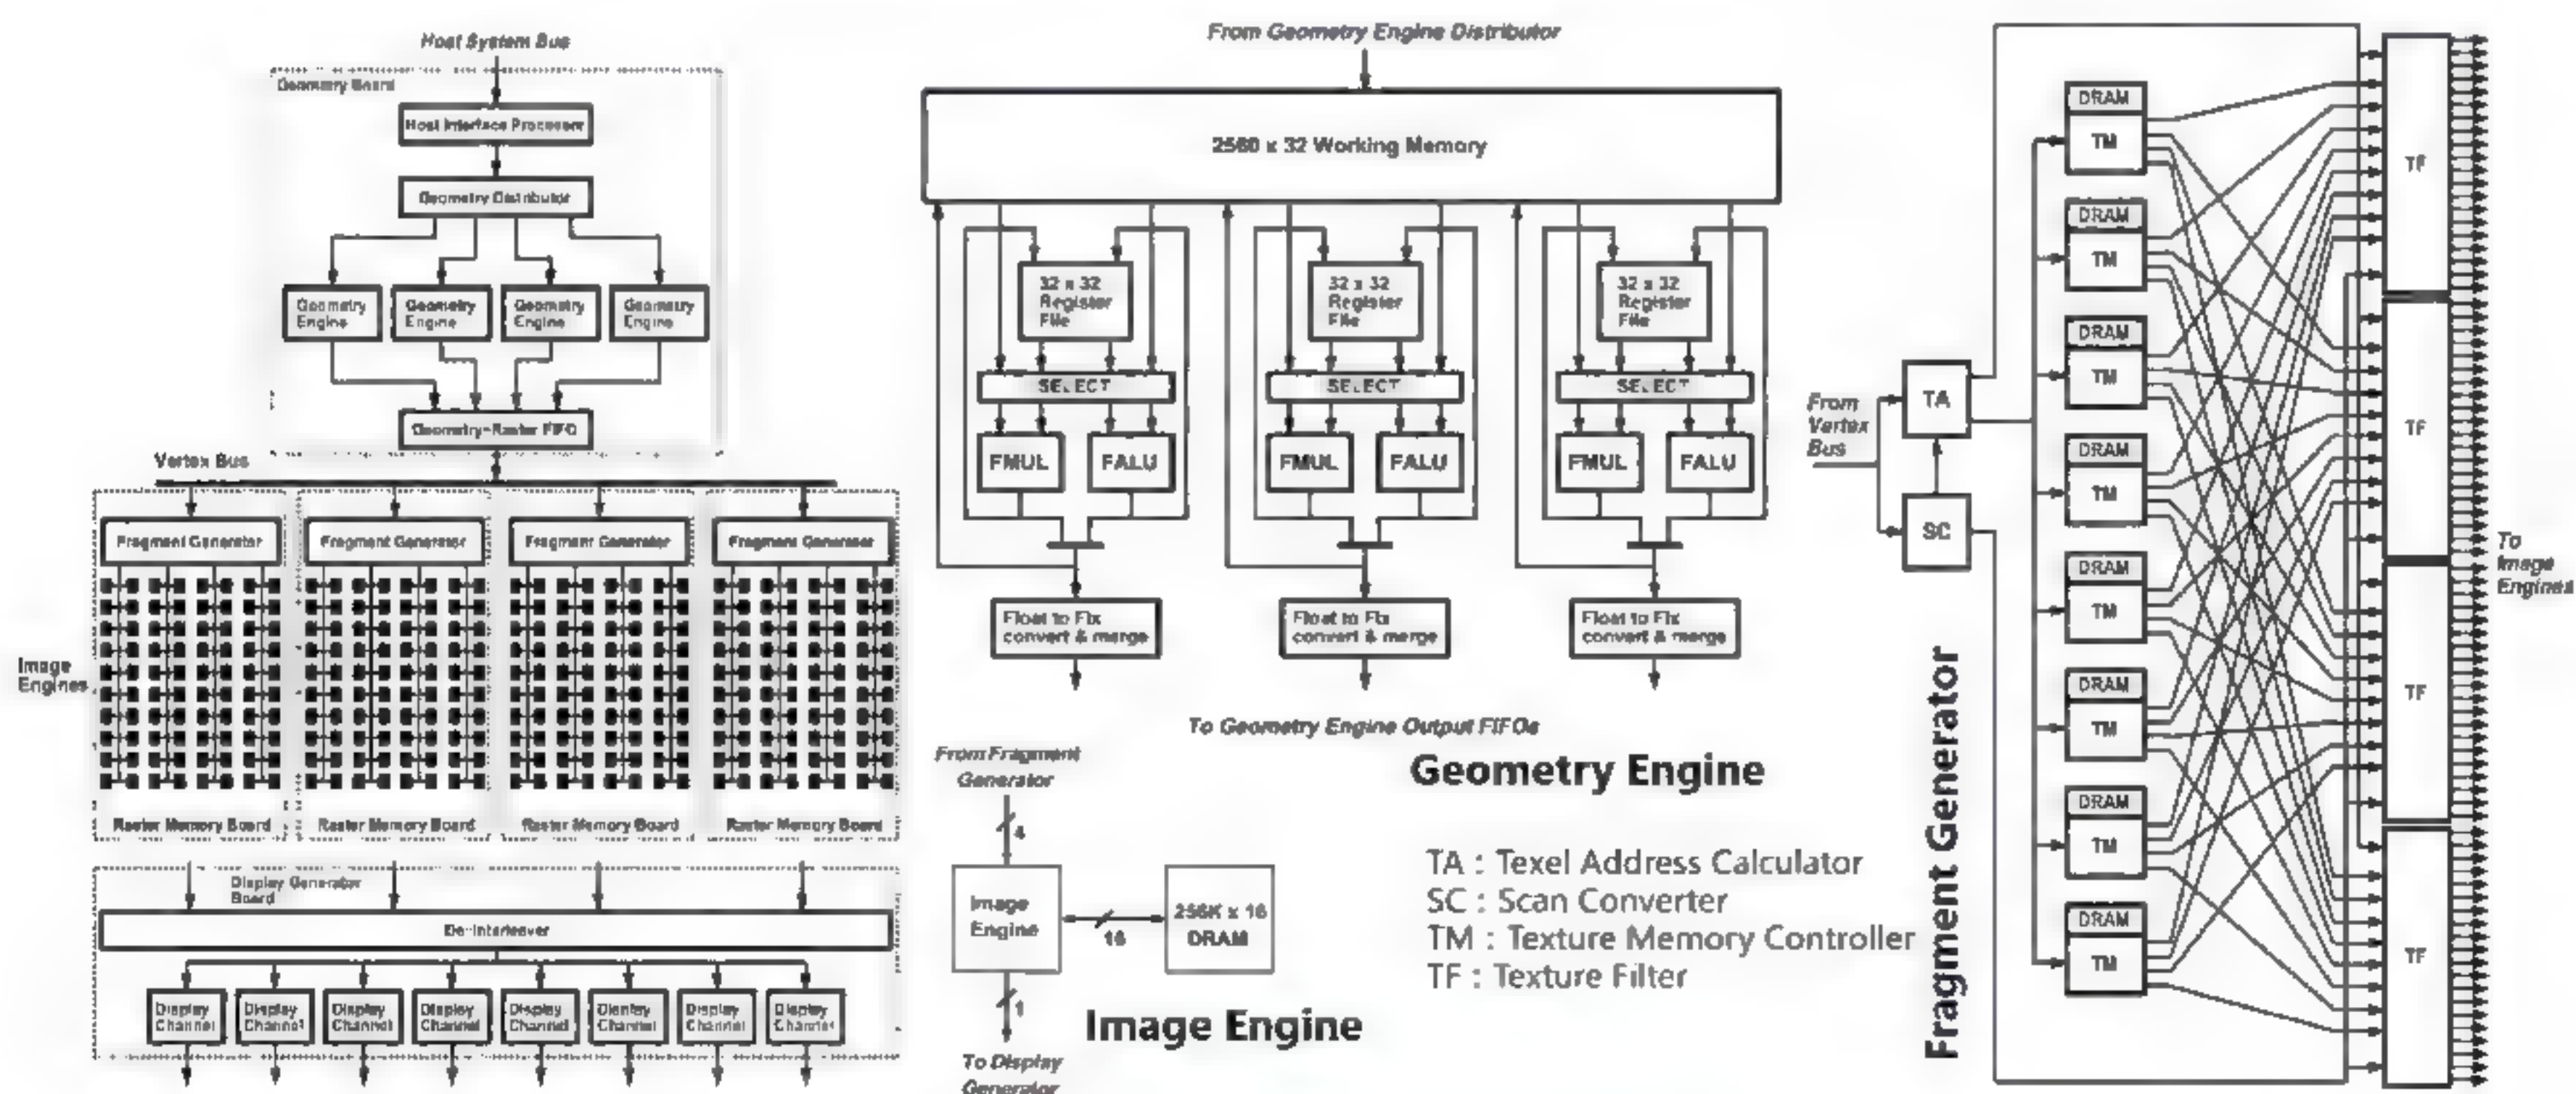 Host System Bus
Geometry Board
Host Interface Processor
Geometry Distributor
Geometry
Engine
Geometry
Engine
Geometry
Engine
Geometry
Engine
Geometry-Raster FIFO
Vertex Bus
Fragment Generator
Fragment Generator
Fragment Generator
Fragment Generator
Image
Engines
Raster Memory Board
Raster Memory Board
Raster Memory Board
Raster Memory Board
Display Generator
Board
De-Interleaver
Display
Channel
Display
Channel
Display
Channel
Display
Channel
Display
Channel
Display
Channel
Display
Channel
Display
Channel
From Geometry Engine Distributor
2560 x 32 Working Memory
32 x 32
Register
File
32 x 32
Register
File
32 x 32
Register
File
SELECT
SELECT
SELECT
FMUL
FALU
FMUL
FALU
FMUL
FALU
Float to Fix
convert & merge
Float to Fix
convert & merge
Float to Fix
convert & merge
To Geometry Engine Output FIFOs
Geometry Engine
From Fragment
Generator
4
Image
Engine
16
256K x 16
DRAM
1
To Display
Generator
Image Engine
TA : Texel Address Calculator
SC : Scan Converter
TM : Texture Memory Controller
TF : Texture Filter
Fragment Generator
From
Vertex
Bus
TA
SC
DRAM
TM
DRAM
TM
DRAM
TM
DRAM
TM
DRAM
TM
DRAM
TM
DRAM
TM
DRAM
TM
TF
TF
TF
TF
To
Image
Engines